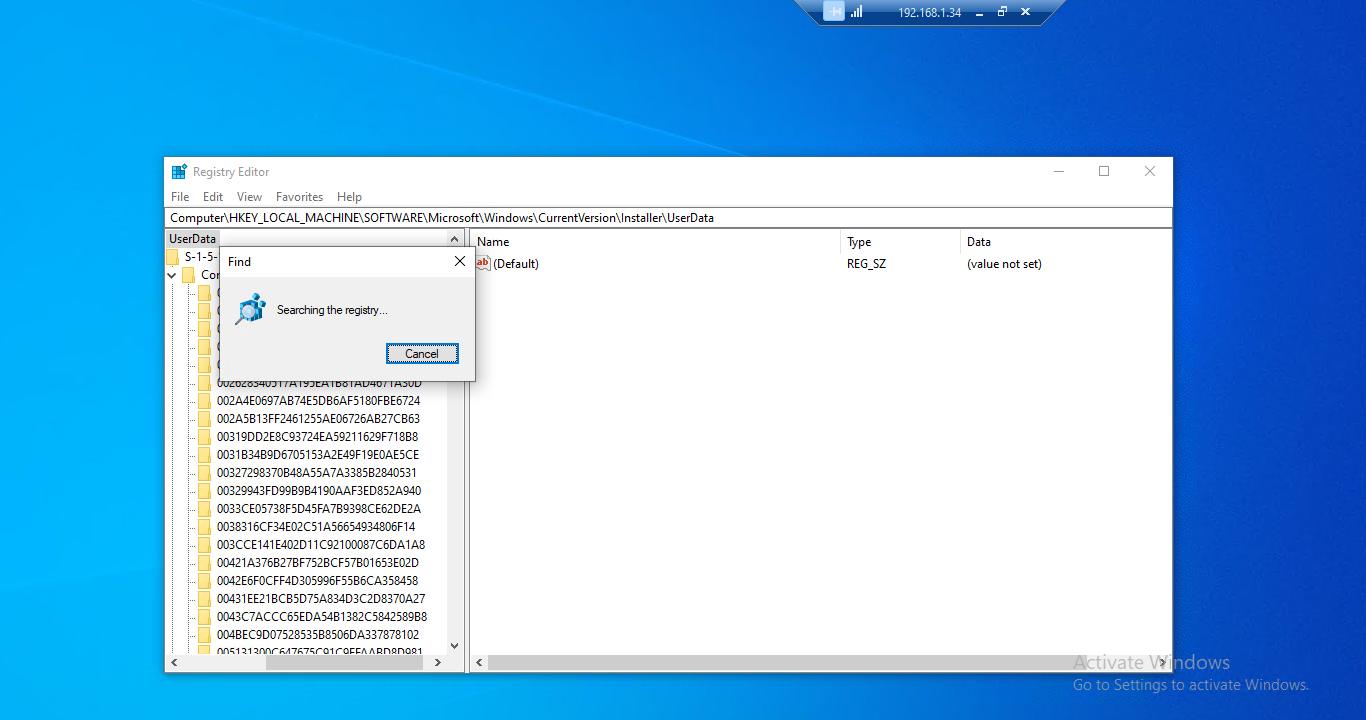 192.168.1.34
Registry Editor
File Edit View Favorites Help
Computer\HKEY_LOCAL_MACHINE\SOFTWARE\Microsoft\Windows\CurrentVersion\Installer\UserData
UserData
Name Type Data
S-1-5-
ab (Default) REG_SZ (value not set)
Find
Searching the registry...
Cancel
002A4E0697AB74E5DB6AF5180FBE6724
002A5B13FF2461255AE06726AB27CB63
00319DD2E8C93724EA59211629F718B8
0031B34B9D6705153A2E49F19E0AE5CE
00327298370B48A55A7A3385B2840531
00329943FD99B9B4190AAF3ED852A940
0033CE05738F5D45FA7B9398CE62DE2A
0038316CF34E02C51A56654934806F14
003CCE141E402D11C92100087C6DA1A8
00421A376B27BF752BCF57B01653E02D
0042E6F0CFF4D305996F55B6CA358458
00431EE21BCB5D75A834D3C2D8370A27
0043C7ACCC65EDA54B1382C5842589B8
004BEC9D07528535B8506DA337878102
Activate Windows
Go to Settings to activate Windows.